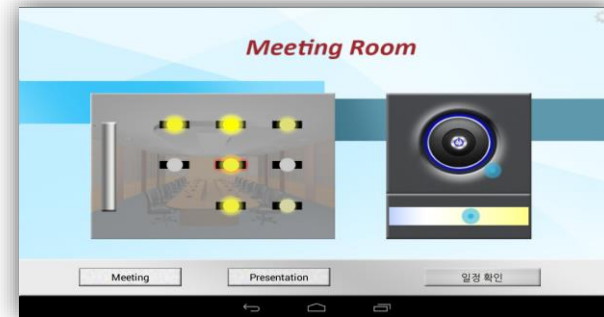 Meeting Room
Meeting
Presentation
일정 확인